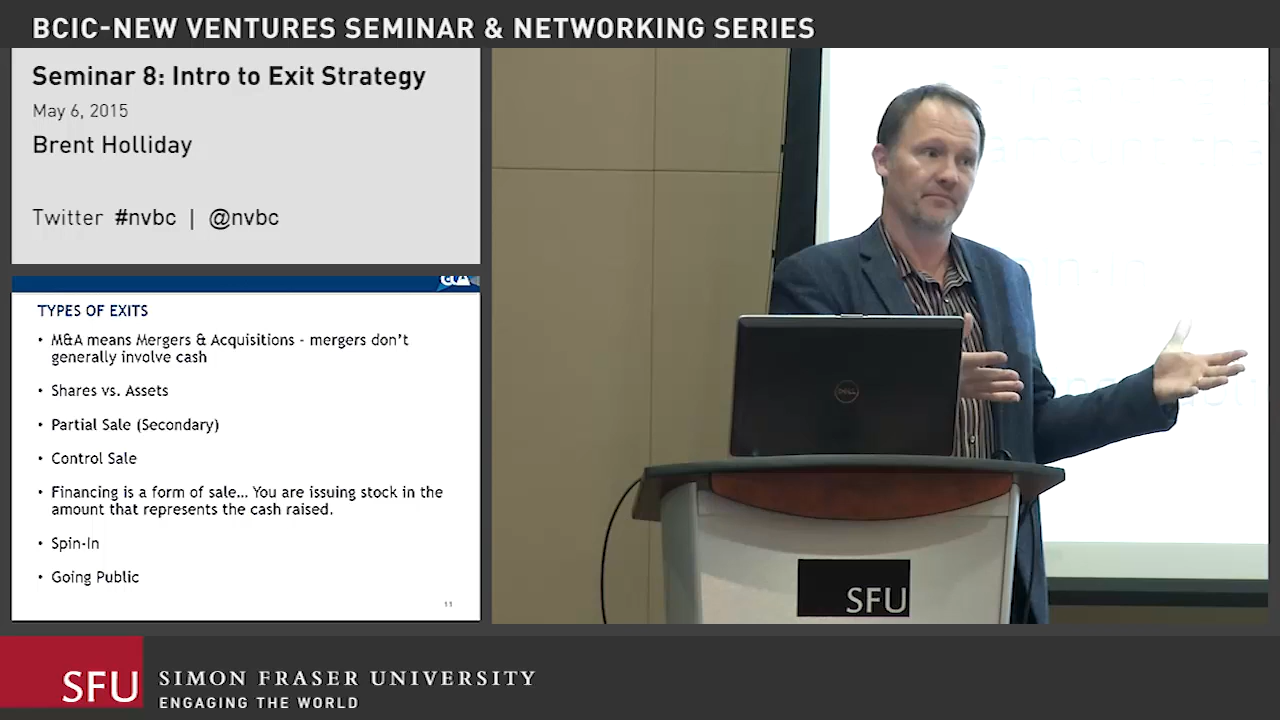 BCIC-NEW VENTURES SEMINAR & NETWORKING SERIES
Seminar 8: Intro to Exit Strategy
May 6, 2015
Brent Holliday
Twitter #nvbc | @nvbc
TYPES OF EXITS
• M&A means Mergers & Acquisitions - mergers don't
generally involve cash
• Shares vs. Assets
• Partial Sale (Secondary)
• Control Sale
• Financing is a form of sale... You are issuing stock in the
amount that represents the cash raised.
• Spin-In
• Going Public
11
amount tha
DELL
SFU
SFU
SIMON FRASER UNIVERSITY
ENGAGING THE WORLD